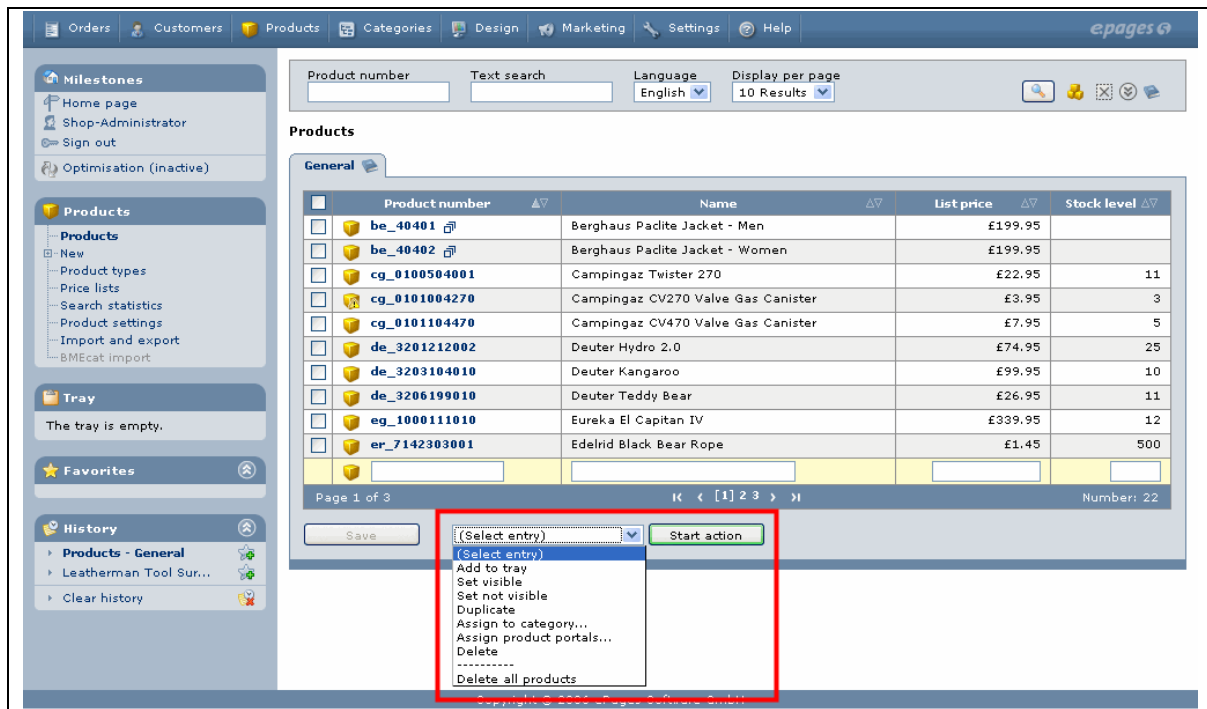 Orders Customers Products Categories Design Marketing Settings Help epages
Milestones
Home page
Shop-Administrator
Sign out
Optimisation (inactive)
Products
Products
New
Product types
Price lists
Search statistics
Product settings
Import and export
BMEcat import
Tray
The tray is empty.
Favorites
History
Products - General
Leatherman Tool Sur...
Clear history
Product number Text search Language Display per page
English 10 Results
Products
General
Product number Name List price Stock level
be_40401 Berghaus Paclite Jacket - Men £199.95
be_40402 Berghaus Paclite Jacket - Women £199.95
cg_0100504001 Campingaz Twister 270 £22.95 11
cg_0101004270 Campingaz CV270 Valve Gas Canister £3.95 3
cg_0101104470 Campingaz CV470 Valve Gas Canister £7.95 5
de_3201212002 Deuter Hydro 2.0 £74.95 25
de_3203104010 Deuter Kangaroo £99.95 10
de_3206199010 Deuter Teddy Bear £26.95 11
eg_1000111010 Eureka El Capitan IV £339.95 12
er_7142303001 Edelrid Black Bear Rope £1.45 500
Page 1 of 3 [1] 2 3 Number: 22
Save (Select entry) Start action
(Select entry)
Add to tray
Set visible
Set not visible
Duplicate
Assign to category...
Assign product portals...
Delete
----------
Delete all products
Copyright © 2006 ePages Software GmbH